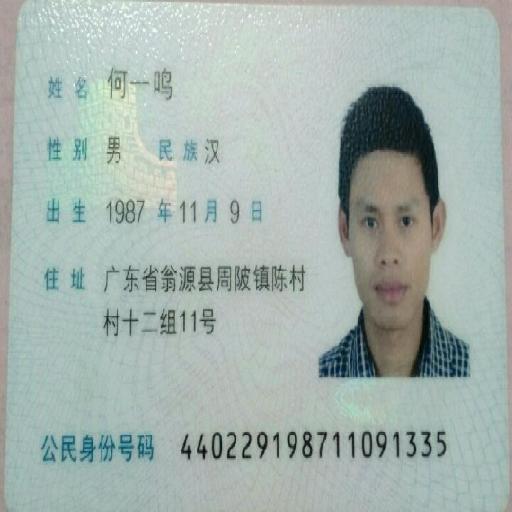 姓名 何一鸣
性别 男 民族 汉
出生 1987 年 11 月 9 日
住址 广东省翁源县周陂镇陈村
村十二组11号
公民身份号码 440229198711091335